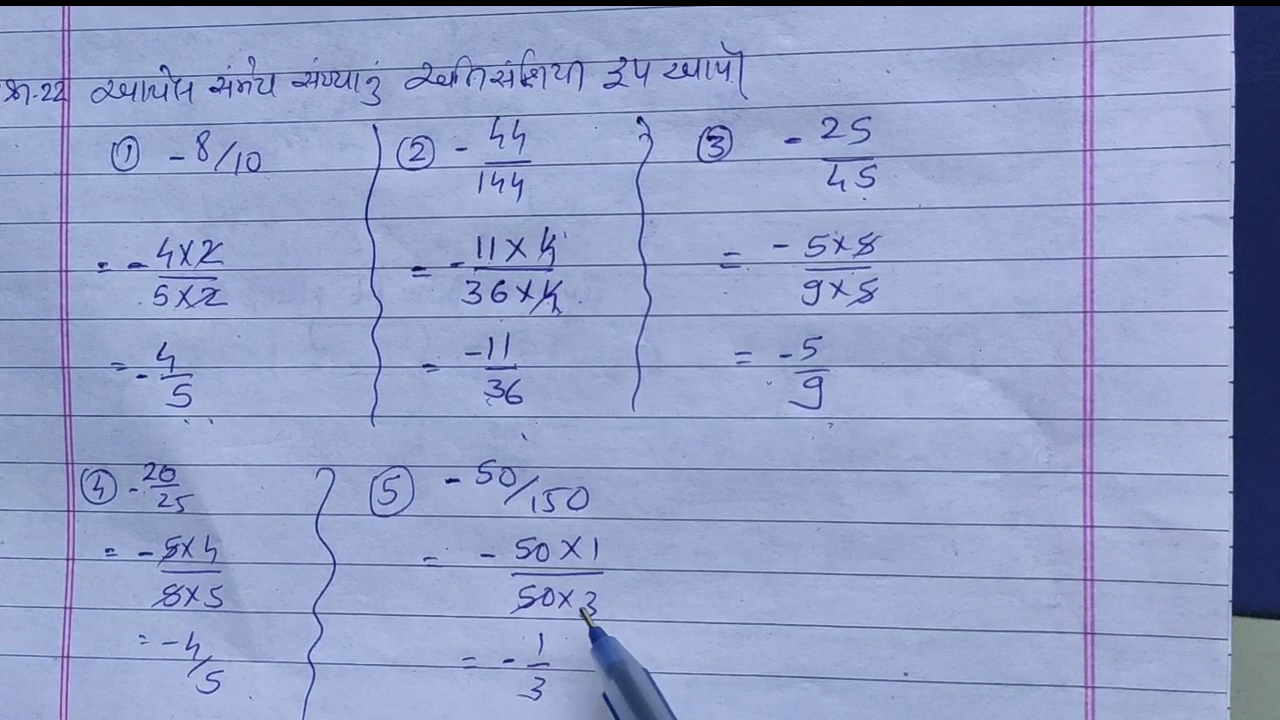 પ્ર-22 આપેલ સંમેય સંખ્યાનું અતિસંક્ષિપ્ત રૂપ આપો
① - 8/10
= - 4×2/5×2
= - 4/5
② - 44/144
= - 11×4/36×4
= -11/36
③ - 25/45
= -5×5/9×5
= -5/9
④ - 20/25
= - 5×4/5×5
= -4/5
⑤ - 50/150
= - 50×1/50×3
= - 1/3